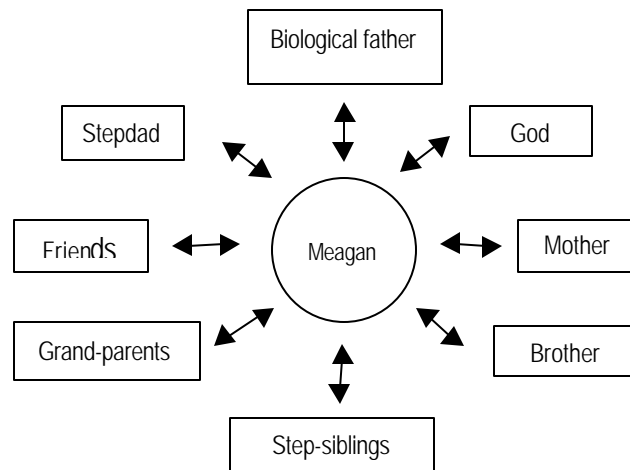 Biological father
Stepdad
God
Friends
Meagan
Mother
Grand-parents
Brother
Step-siblings